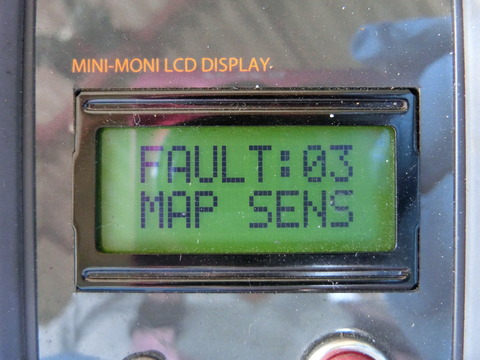 MINI-MONI LCD DISPLAY
FAULT:03
MAP SENS